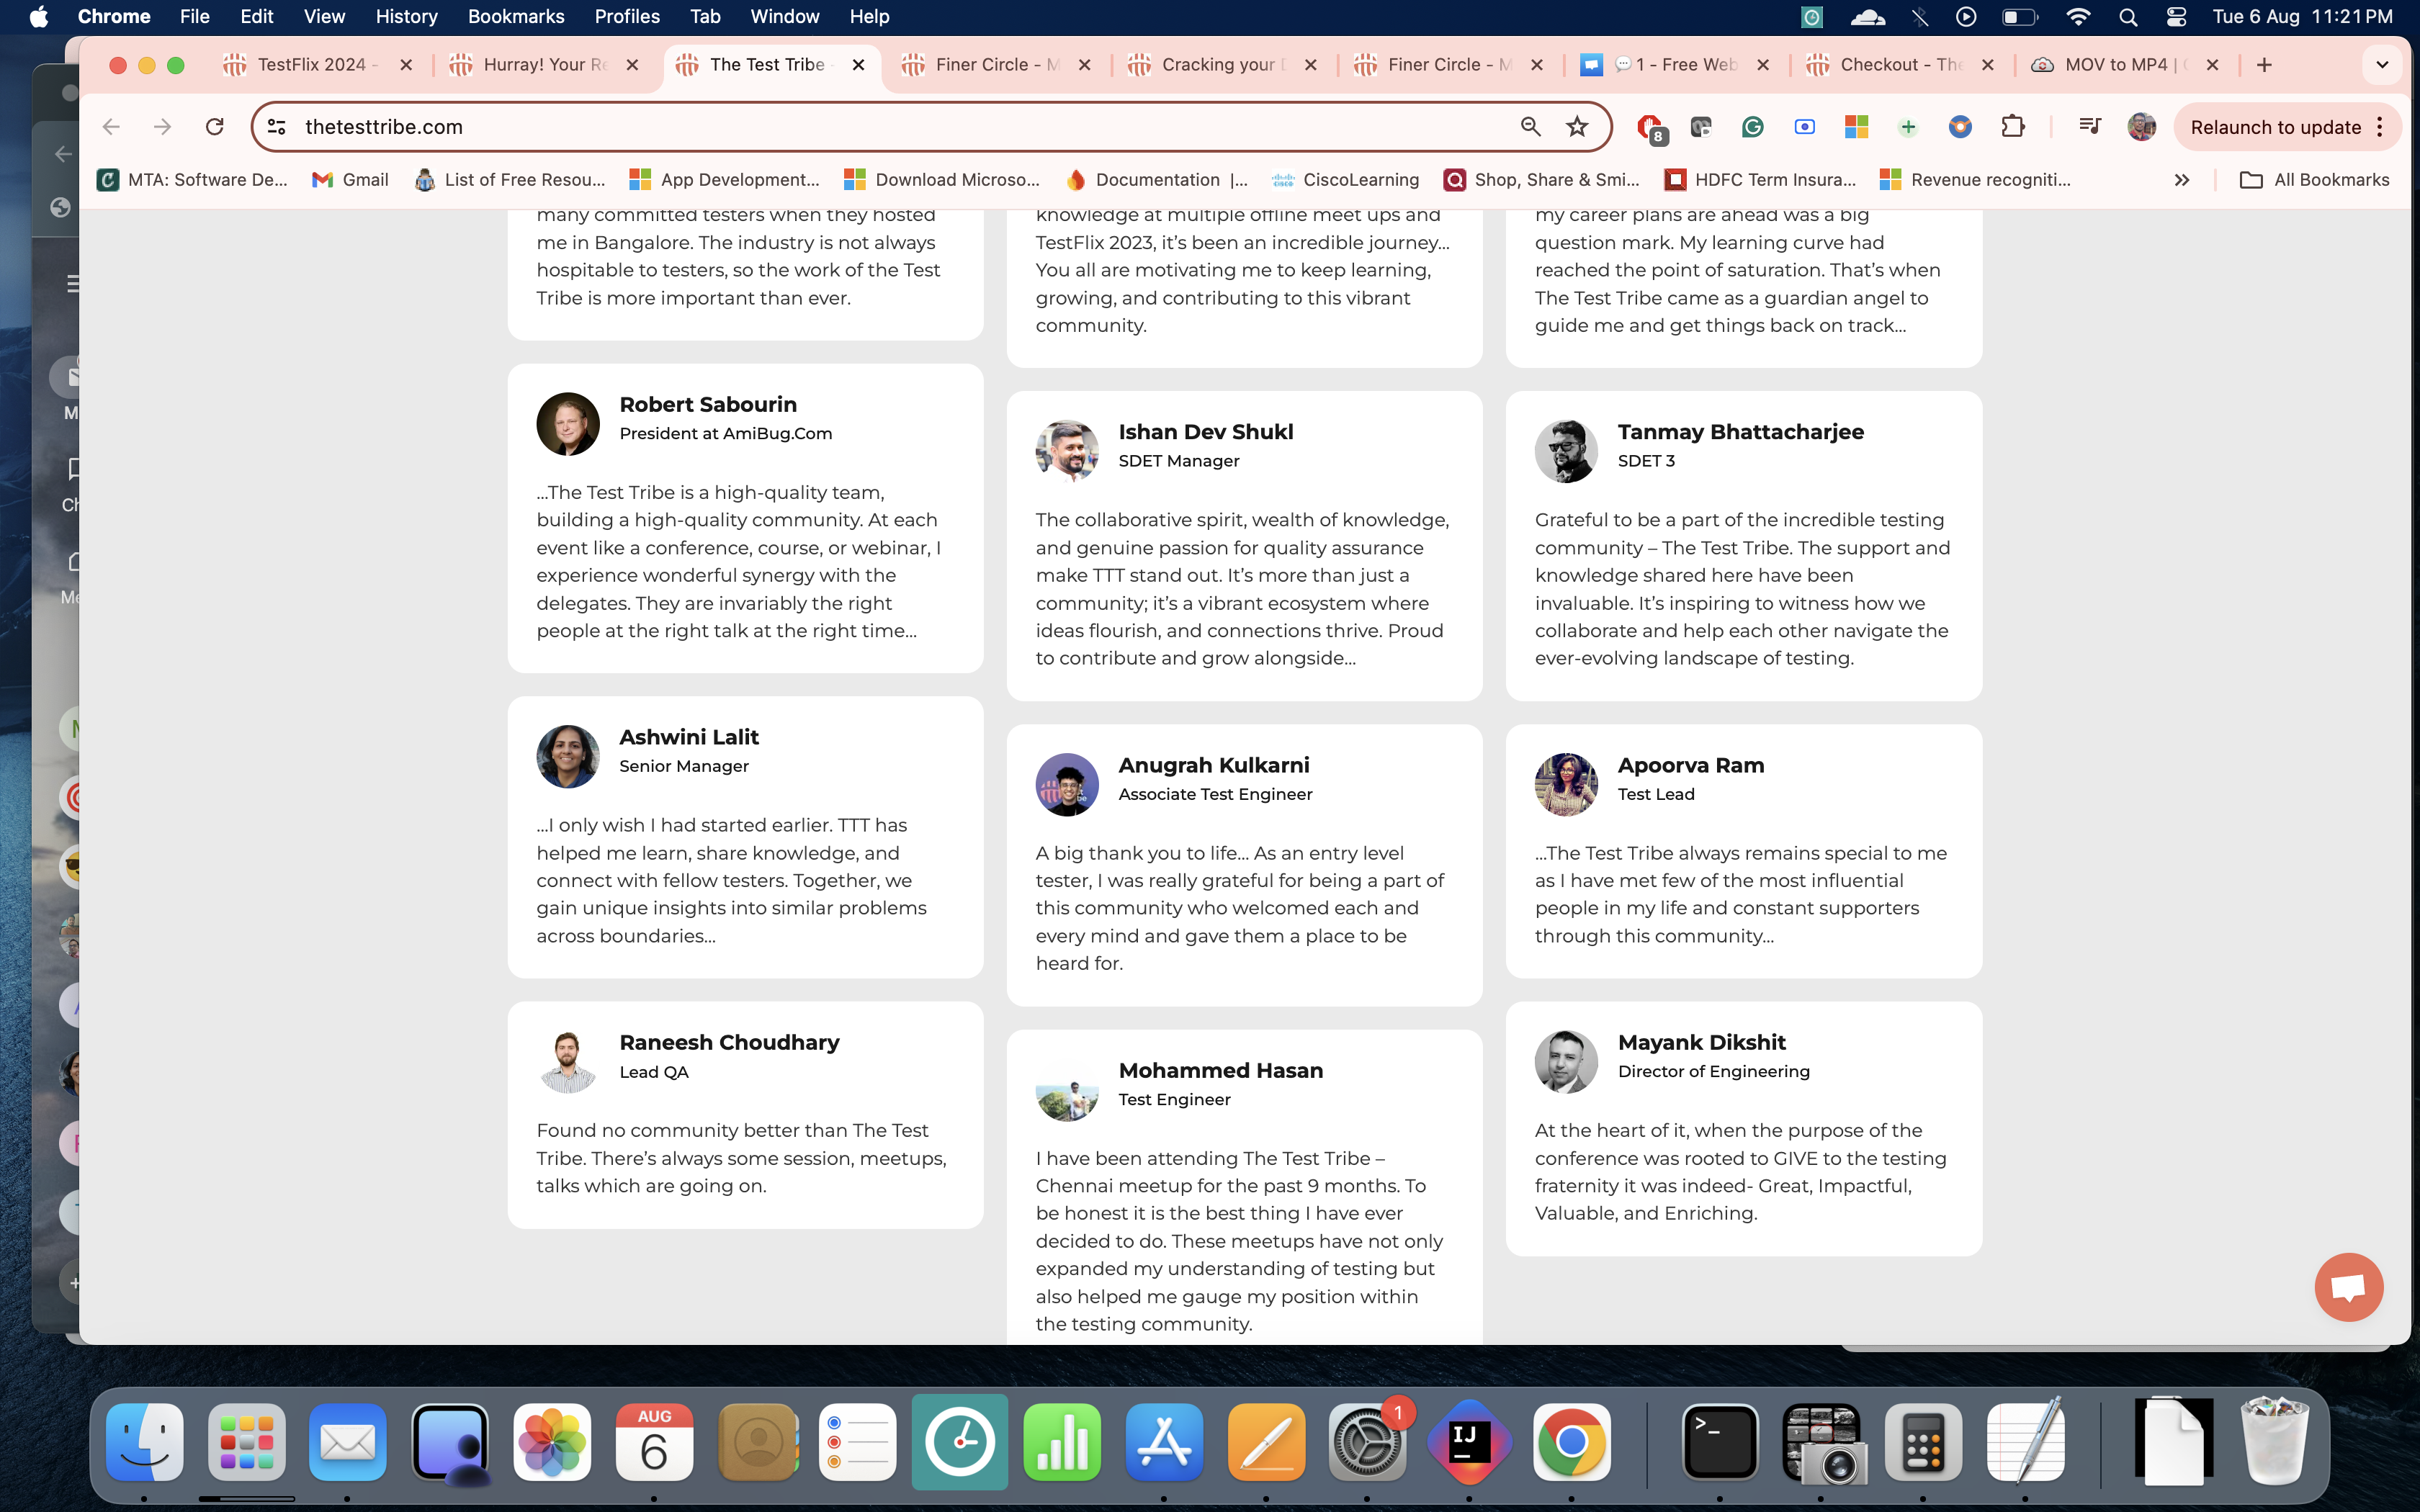 Chrome File Edit View History Bookmarks Profiles Tab Window Help Tue 6 Aug 11:21 PM
TestFlix 2024 - Hurray! Your Re The Test Tribe - Finer Circle - M Cracking your Finer Circle - M 1 - Free Web Checkout - The MOV to MP4 |
thetesttribe.com 8 Relaunch to update
MTA: Software De... Gmail List of Free Resou... App Development... Download Microso... Documentation |... CiscoLearning Shop, Share & Smi... HDFC Term Insura... Revenue recogniti... All Bookmarks
many committed testers when they hosted
me in Bangalore. The industry is not always
hospitable to testers, so the work of the Test
Tribe is more important than ever.
Robert Sabourin
President at AmiBug.Com
...The Test Tribe is a high-quality team,
building a high-quality community. At each
event like a conference, course, or webinar, I
experience wonderful synergy with the
delegates. They are invariably the right
people at the right talk at the right time...
Ashwini Lalit
Senior Manager
...I only wish I had started earlier. TTT has
helped me learn, share knowledge, and
connect with fellow testers. Together, we
gain unique insights into similar problems
across boundaries...
Raneesh Choudhary
Lead QA
Found no community better than The Test
Tribe. There's always some session, meetups,
talks which are going on.
knowledge at multiple offline meet ups and
TestFlix 2023, it's been an incredible journey...
You all are motivating me to keep learning,
growing, and contributing to this vibrant
community.
Ishan Dev Shukl
SDET Manager
The collaborative spirit, wealth of knowledge,
and genuine passion for quality assurance
make TTT stand out. It's more than just a
community; it's a vibrant ecosystem where
ideas flourish, and connections thrive. Proud
to contribute and grow alongside...
Anugrah Kulkarni
Associate Test Engineer
A big thank you to life... As an entry level
tester, I was really grateful for being a part of
this community who welcomed each and
every mind and gave them a place to be
heard for.
Mohammed Hasan
Test Engineer
I have been attending The Test Tribe –
Chennai meetup for the past 9 months. To
be honest it is the best thing I have ever
decided to do. These meetups have not only
expanded my understanding of testing but
also helped me gauge my position within
the testing community.
my career plans are ahead was a big
question mark. My learning curve had
reached the point of saturation. That's when
The Test Tribe came as a guardian angel to
guide me and get things back on track...
Tanmay Bhattacharjee
SDET 3
Grateful to be a part of the incredible testing
community – The Test Tribe. The support and
knowledge shared here have been
invaluable. It's inspiring to witness how we
collaborate and help each other navigate the
ever-evolving landscape of testing.
Apoorva Ram
Test Lead
...The Test Tribe always remains special to me
as I have met few of the most influential
people in my life and constant supporters
through this community...
Mayank Dikshit
Director of Engineering
At the heart of it, when the purpose of the
conference was rooted to GIVE to the testing
fraternity it was indeed- Great, Impactful,
Valuable, and Enriching.
AUG
6
1
IJ